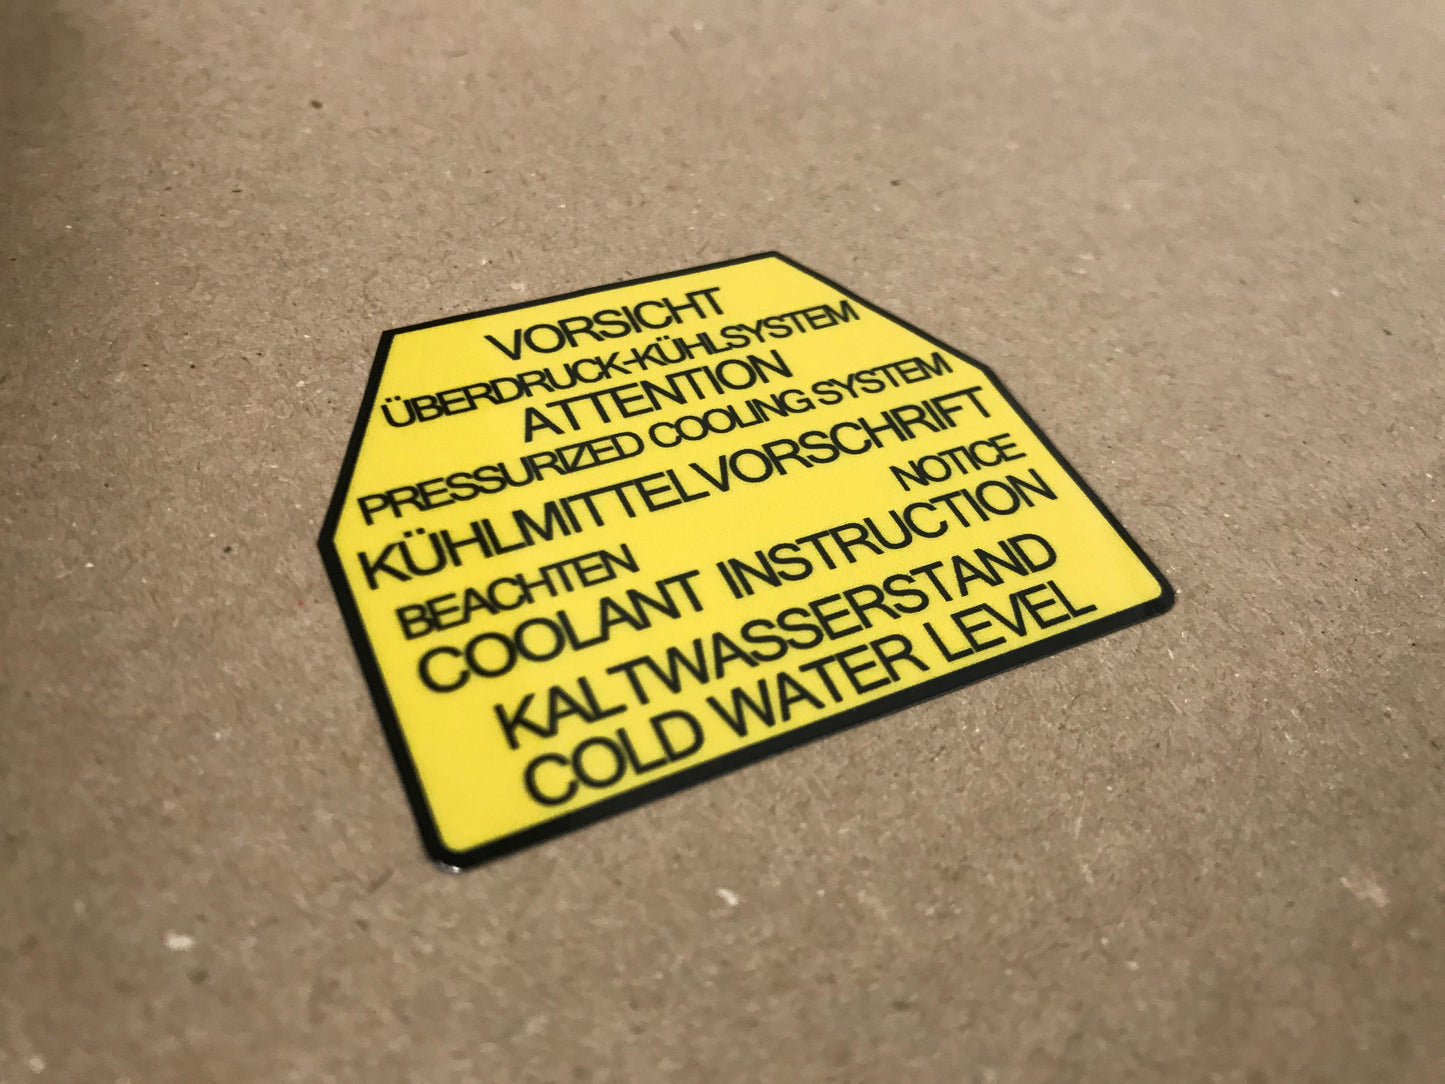 VORSICHT
ÜBERDRUCK-KÜHLSYSTEM
ATTENTION
PRESSURIZED COOLING SYSTEM
KÜHLMITTELVORSCHRIFT
NOTICE
BEACHTEN
COOLANT INSTRUCTION
KALTWASSERSTAND
COLD WATER LEVEL